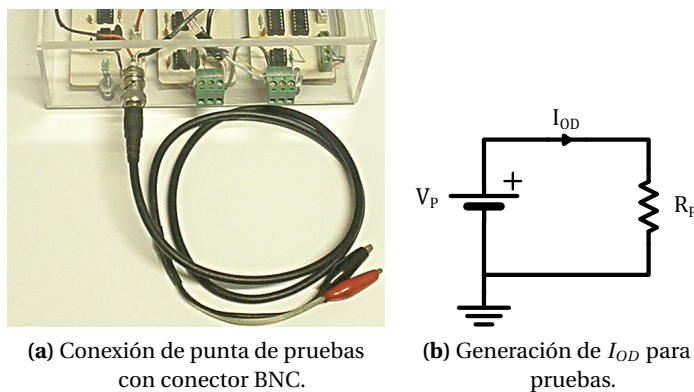 I_OD
V_P
+
R_P
(a) Conexión de punta de pruebas
con conector BNC.
(b) Generación de I_OD para
pruebas.